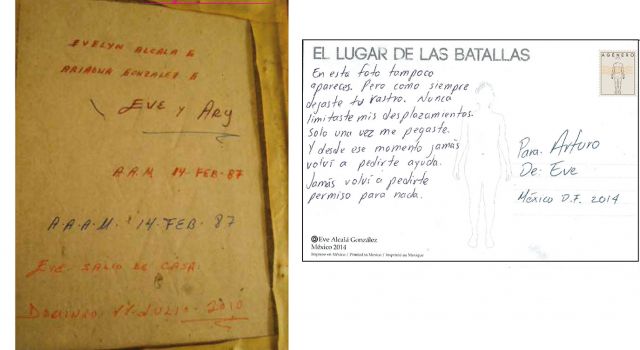 EVELYN ALCALA G
ARIADNA GONZALEZ G
EVE Y ARY
A.A.M. 14-FEB-87
A.A.A.M. 14-FEB-87
EVE SALIO DE CASA.
DOMINGO, 11-JULIO-2010
EL LUGAR DE LAS BATALLAS
AGÉNERO
En esta foto tampoco
apareces. Pero como siempre
dejaste tu rastro. Nunca
limitaste mis desplazamientos.
Solo una vez me pegaste.
Y desde ese momento jamás
volví a pedirte ayuda.
Jamás volví a pedirte
permiso para nada.
Para: Arturo
De: Eve
México D.F. 2014
© Eve Alcalá González
México 2014
Impreso en México / Printed in Mexico / Imprimé au Mexique